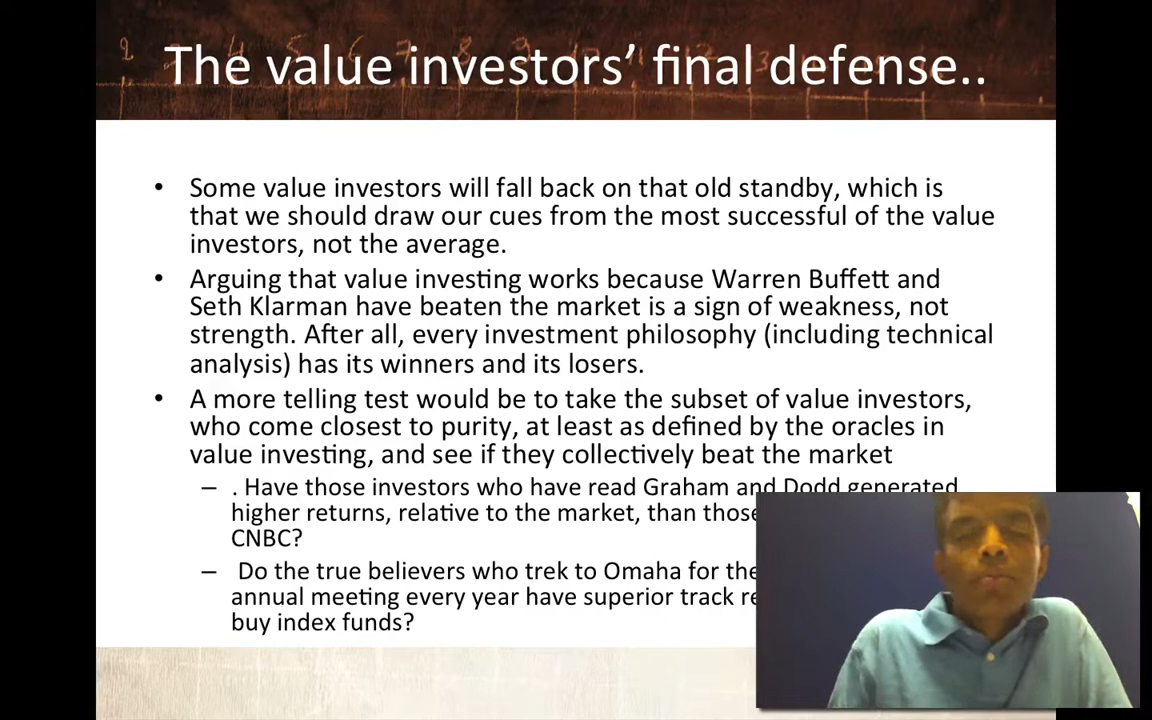 The value investors’ final defense..
• Some value investors will fall back on that old standby, which is
that we should draw our cues from the most successful of the value
investors, not the average.
• Arguing that value investing works because Warren Buffett and
Seth Klarman have beaten the market is a sign of weakness, not
strength. After all, every investment philosophy (including technical
analysis) has its winners and its losers.
• A more telling test would be to take the subset of value investors,
who come closest to purity, at least as defined by the oracles in
value investing, and see if they collectively beat the market
– . Have those investors who have read Graham and Dodd generated
higher returns, relative to the market, than those
CNBC?
– Do the true believers who trek to Omaha for the
annual meeting every year have superior track
buy index funds?